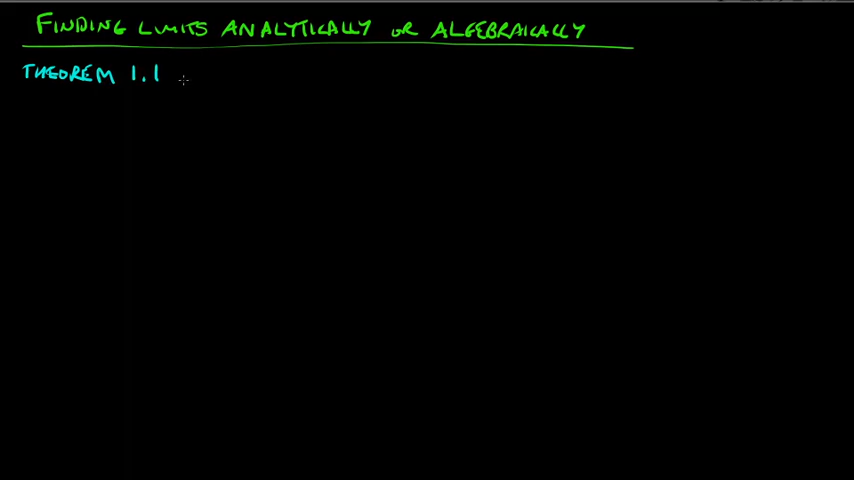 FINDING LIMITS ANALYTICALLY OR ALGEBRAICALLY
THEOREM 1.1